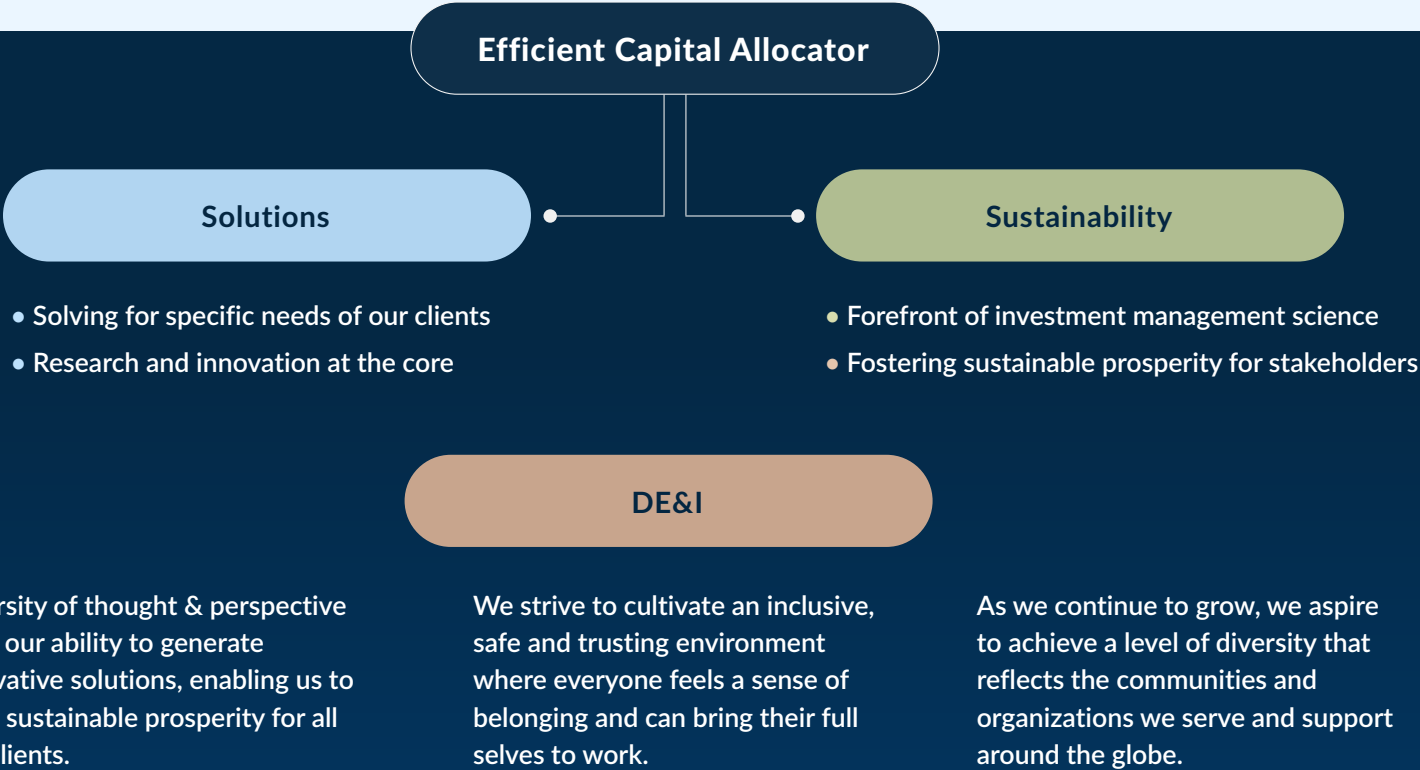 Efficient Capital Allocator
Solutions
Sustainability
• Solving for specific needs of our clients
• Research and innovation at the core
• Forefront of investment management science
• Fostering sustainable prosperity for stakeholders
DE&I
of thought & perspective
our ability to generate
solutions, enabling us to
sustainable prosperity for all
We strive to cultivate an inclusive,
safe and trusting environment
where everyone feels a sense of
belonging and can bring their full
selves to work.
As we continue to grow, we aspire
to achieve a level of diversity that
reflects the communities and
organizations we serve and support
around the globe.